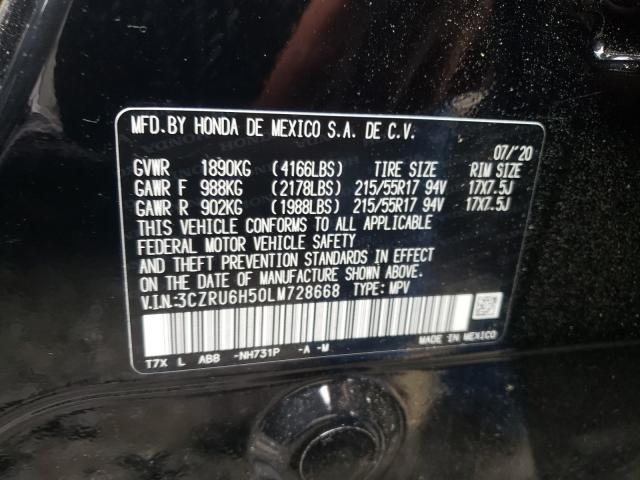 MFD.BY HONDA DE MEXICO S.A. DE C.V.
07/'20
GVWR 1890KG (4166LBS) TIRE SIZE RIM SIZE
GAWR F 988KG (2178LBS) 215/55R17 94V 17X7.5J
GAWR R 902KG (1988LBS) 215/55R17 94V 17X7.5J
THIS VEHICLE CONFORMS TO ALL APPLICABLE
FEDERAL MOTOR VEHICLE SAFETY
AND THEFT PREVENTION STANDARDS IN EFFECT
ON THE DATE OF MANUFACTURE SHOWN ABOVE.
V.I.N:3CZRU6H50LM728668 TYPE: MPV
MADE IN MEXICO
T7X L AB8 -NH731P -A -M